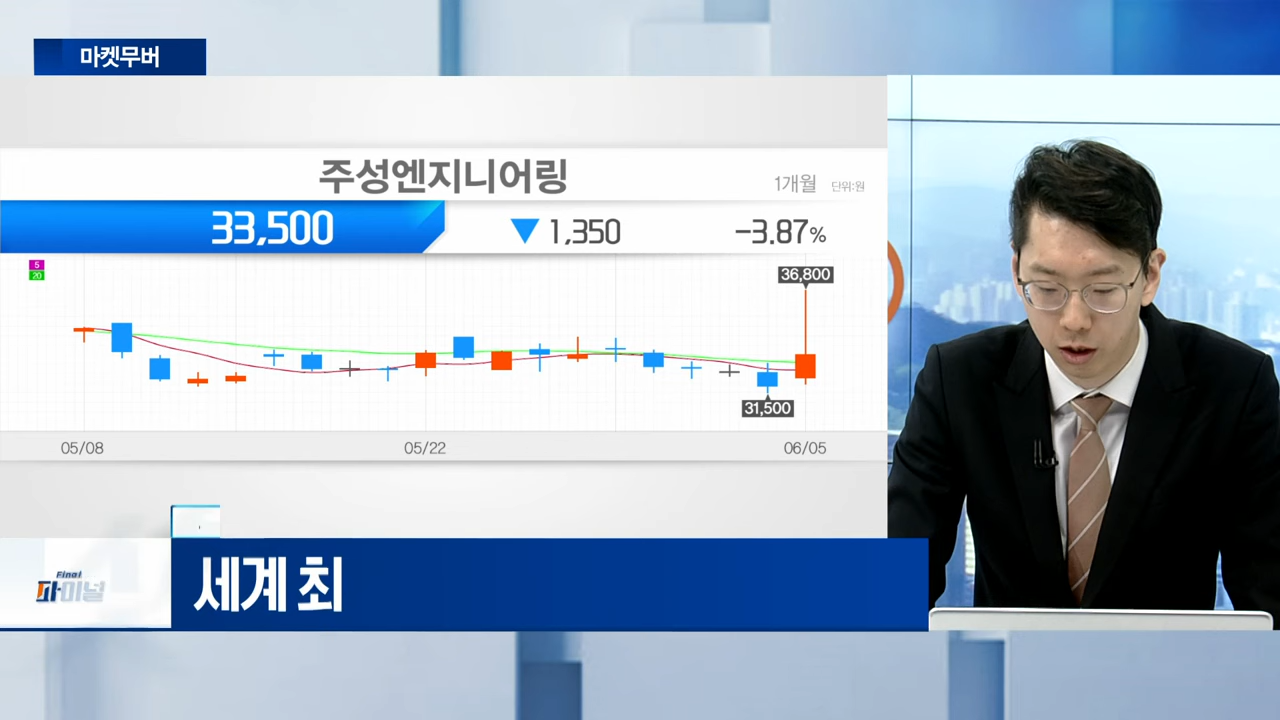 마켓무버
주성엔지니어링
1개월 단위:원
33,500 ▼ 1,350 -3.87%
5
20
36,800
31,500
05/08 05/22 06/05
Final
파이널
세계 최